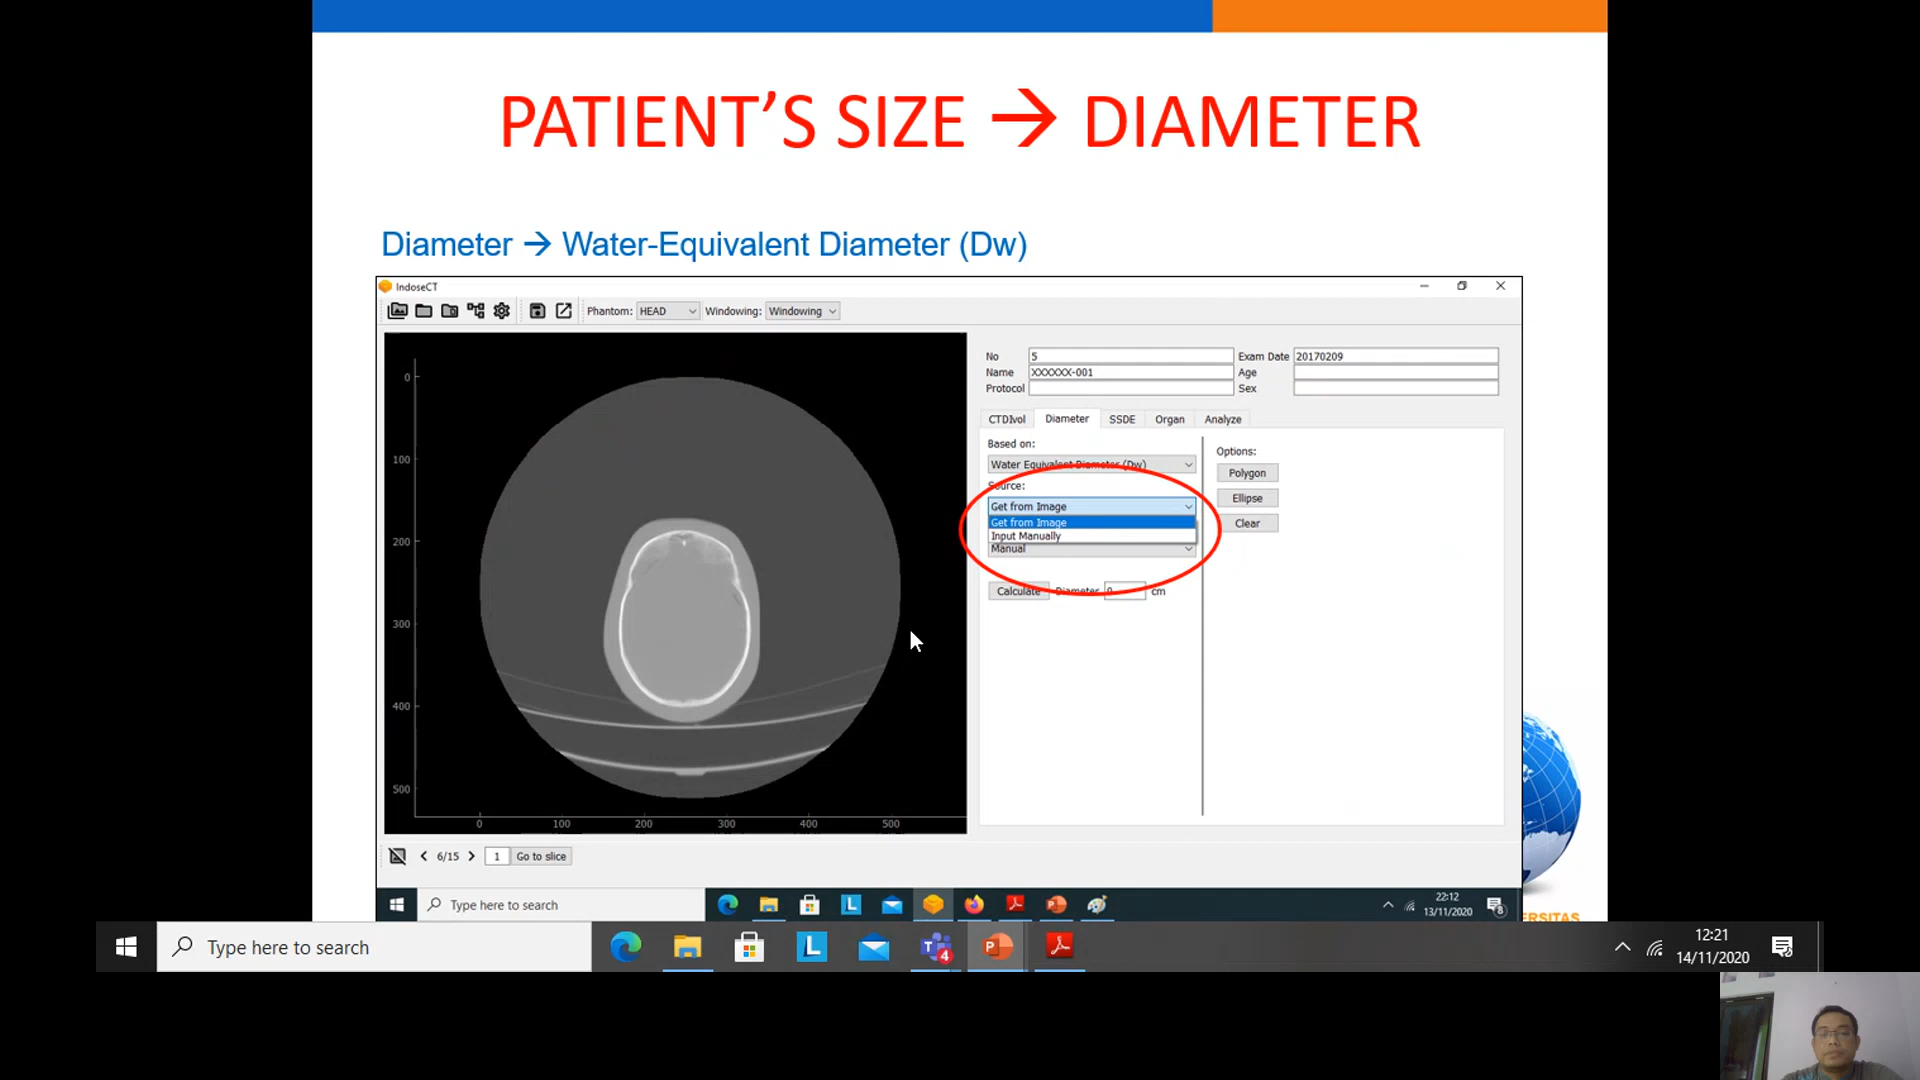 PATIENT’S SIZE → DIAMETER
Diameter → Water-Equivalent Diameter (Dw)
IndoseCT
Phantom: HEAD Windowing: Windowing
No 5 Exam Date 20170209
Name XXXXXX-001 Age
Protocol Sex
CTDIvol Diameter SSDE Organ Analyze
Based on:
Water Equivalent Diameter (Dw)
Source:
Get from Image
Get from Image
Input Manually
Manual
Calculate Diameter 0 cm
Options:
Polygon
Ellipse
Clear
0
100
200
300
400
500
0 100 200 300 400 500
6/15 1 Go to slice
Type here to search
22:12
13/11/2020
8
ERSITAS
Type here to search
4
12:21
14/11/2020